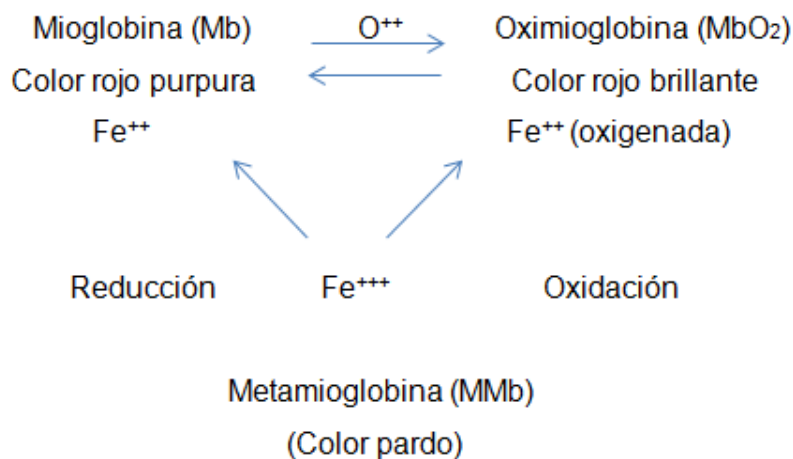 Mioglobina (Mb) O⁺⁺ Oximioglobina (MbO₂)
Color rojo purpura Color rojo brillante
Fe⁺⁺ Fe⁺⁺ (oxigenada)
Reducción Fe⁺⁺⁺ Oxidación
Metamioglobina (MMb)
(Color pardo)